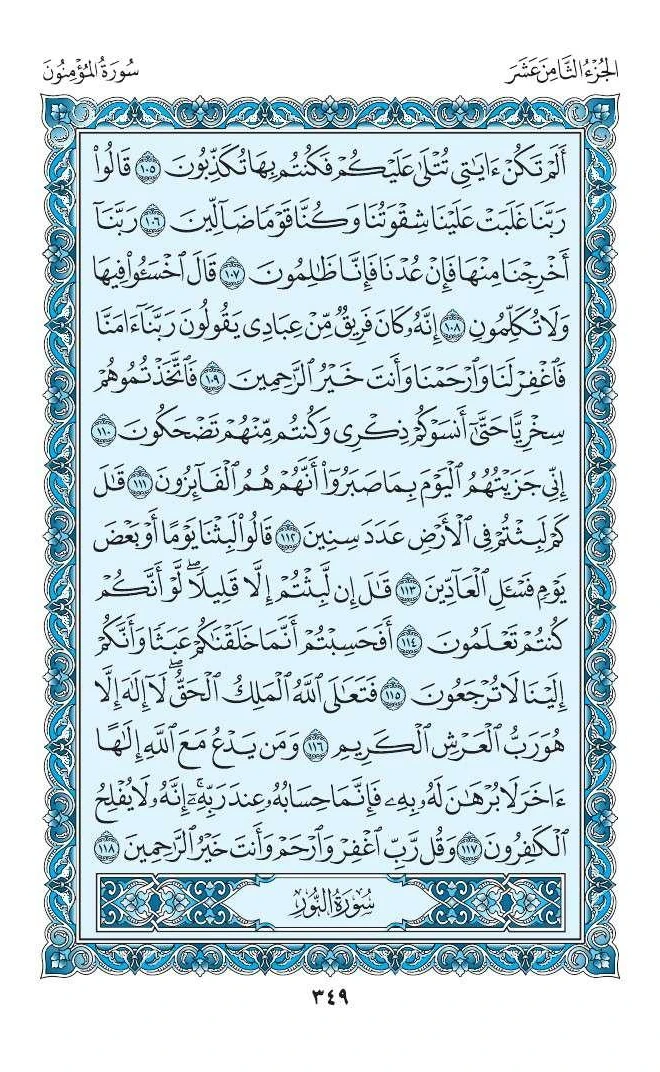 الجُزْءُ الثَّامِنَ عَشَرَ
سُورَةُ المُؤْمِنُون
أَلَمْ تَكُنْ ءَايَٰتِى تُتْلَىٰ عَلَيْكُمْ فَكُنتُم بِهَا تُكَذِّبُونَ ١٠٥ قَالُوا۟
رَبَّنَا غَلَبَتْ عَلَيْنَا شِقْوَتُنَا وَكُنَّا قَوْمًا ضَآلِّينَ ١٠٦ رَبَّنَآ
أَخْرِجْنَا مِنْهَا فَإِنْ عُدْنَا فَإِنَّا ظَٰلِمُونَ ١٠٧ قَالَ ٱخْسَـُٔوا۟ فِيهَا
وَلَا تُكَلِّمُونِ ١٠٨ إِنَّهُۥ كَانَ فَرِيقٌ مِّنْ عِبَادِى يَقُولُونَ رَبَّنَآ ءَامَنَّا
فَٱغْفِرْ لَنَا وَٱرْحَمْنَا وَأَنتَ خَيْرُ ٱلرَّٰحِمِينَ ١٠٩ فَٱتَّخَذْتُمُوهُمْ
سِخْرِيًّا حَتَّىٰٓ أَنسَوْكُمْ ذِكْرِى وَكُنتُم مِّنْهُمْ تَضْحَكُونَ ١١٠
إِنِّى جَزَيْتُهُمُ ٱلْيَوْمَ بِمَا صَبَرُوٓا۟ أَنَّهُمْ هُمُ ٱلْفَآئِزُونَ ١١١ قَٰلَ
كَمْ لَبِثْتُمْ فِى ٱلْأَرْضِ عَدَدَ سِنِينَ ١١٢ قَالُوا۟ لَبِثْنَا يَوْمًا أَوْ بَعْضَ
يَوْمٍ فَسْـَٔلِ ٱلْعَآدِّينَ ١١٣ قَٰلَ إِن لَّبِثْتُمْ إِلَّا قَلِيلًا ۖ لَّوْ أَنَّكُمْ
كُنتُمْ تَعْلَمُونَ ١١٤ أَفَحَسِبْتُمْ أَنَّمَا خَلَقْنَٰكُمْ عَبَثًا وَأَنَّكُمْ
إِلَيْنَا لَا تُرْجَعُونَ ١١٥ فَتَعَٰلَى ٱللَّهُ ٱلْمَلِكُ ٱلْحَقُّ ۖ لَآ إِلَٰهَ إِلَّا
هُوَ رَبُّ ٱلْعَرْشِ ٱلْكَرِيمِ ١١٦ وَمَن يَدْعُ مَعَ ٱللَّهِ إِلَٰهًا
ءَاخَرَ لَا بُرْهَٰنَ لَهُۥ بِهِۦ فَإِنَّمَا حِسَابُهُۥ عِندَ رَبِّهِۦٓ ۚ إِنَّهُۥ لَا يُفْلِحُ
ٱلْكَٰفِرُونَ ١١٧ وَقُل رَّبِّ ٱغْفِرْ وَٱرْحَمْ وَأَنتَ خَيْرُ ٱلرَّٰحِمِينَ ١١٨
سُورَةُ النُّورِ
٣٤٩